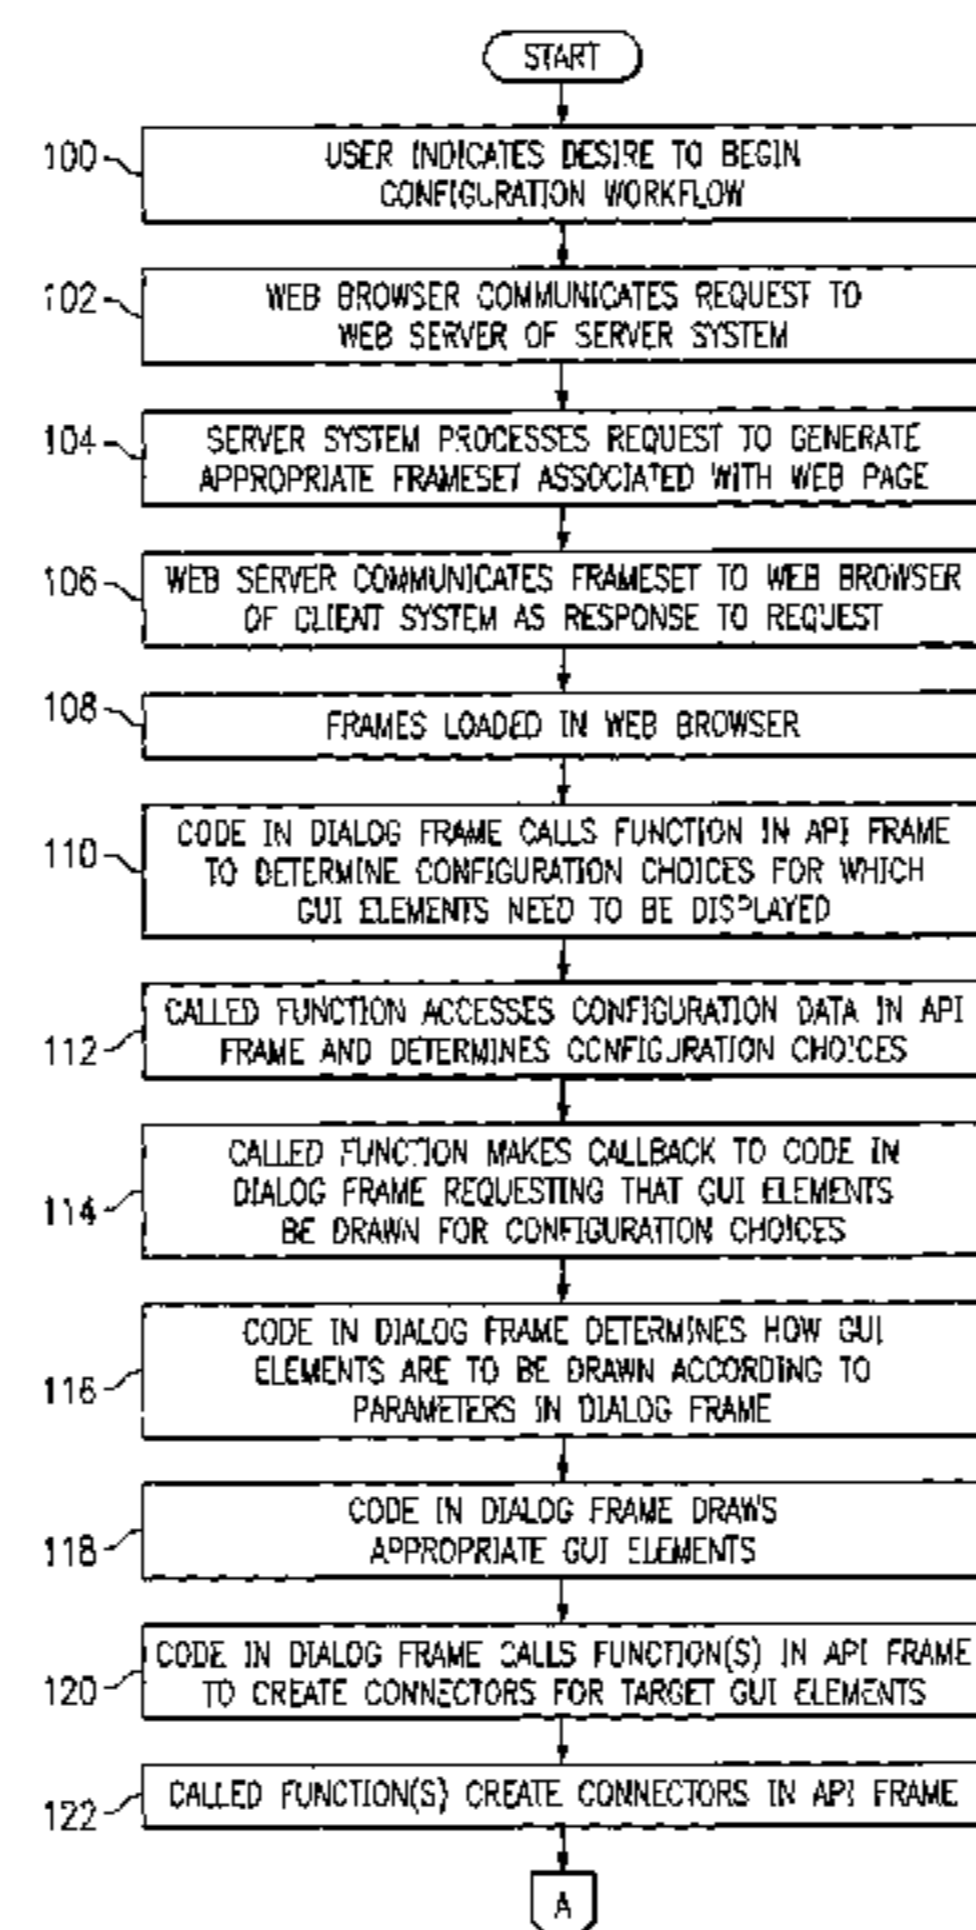 START
100
USER INDICATES DESIRE TO BEGIN
CONFIGURATION WORKFLOW
102
WEB BROWSER COMMUNICATES REQUEST TO
WEB SERVER OF SERVER SYSTEM
104
SERVER SYSTEM PROCESSES REQUEST TO GENERATE
APPROPRIATE FRAMESET ASSOCIATED WITH WEB PAGE
106
WEB SERVER COMMUNICATES FRAMESET TO WEB BROWSER
OF CLIENT SYSTEM AS RESPONSE TO REQUEST
108
FRAMES LOADED IN WEB BROWSER
110
CODE IN DIALOG FRAME CALLS FUNCTION IN API FRAME
TO DETERMINE CONFIGURATION CHOICES FOR WHICH
GUI ELEMENTS NEED TO BE DISPLAYED
112
CALLED FUNCTION ACCESSES CONFIGURATION DATA IN API
FRAME AND DETERMINES CONFIGURATION CHOICES
114
CALLED FUNCTION MAKES CALLBACK TO CODE IN
DIALOG FRAME REQUESTING THAT GUI ELEMENTS
BE DRAWN FOR CONFIGURATION CHOICES
116
CODE IN DIALOG FRAME DETERMINES HOW GUI
ELEMENTS ARE TO BE DRAWN ACCORDING TO
PARAMETERS IN DIALOG FRAME
118
CODE IN DIALOG FRAME DRAWS
APPROPRIATE GUI ELEMENTS
120
CODE IN DIALOG FRAME CALLS FUNCTION(S) IN API FRAME
TO CREATE CONNECTORS FOR TARGET GUI ELEMENTS
122
CALLED FUNCTION(S) CREATE CONNECTORS IN API FRAME
A